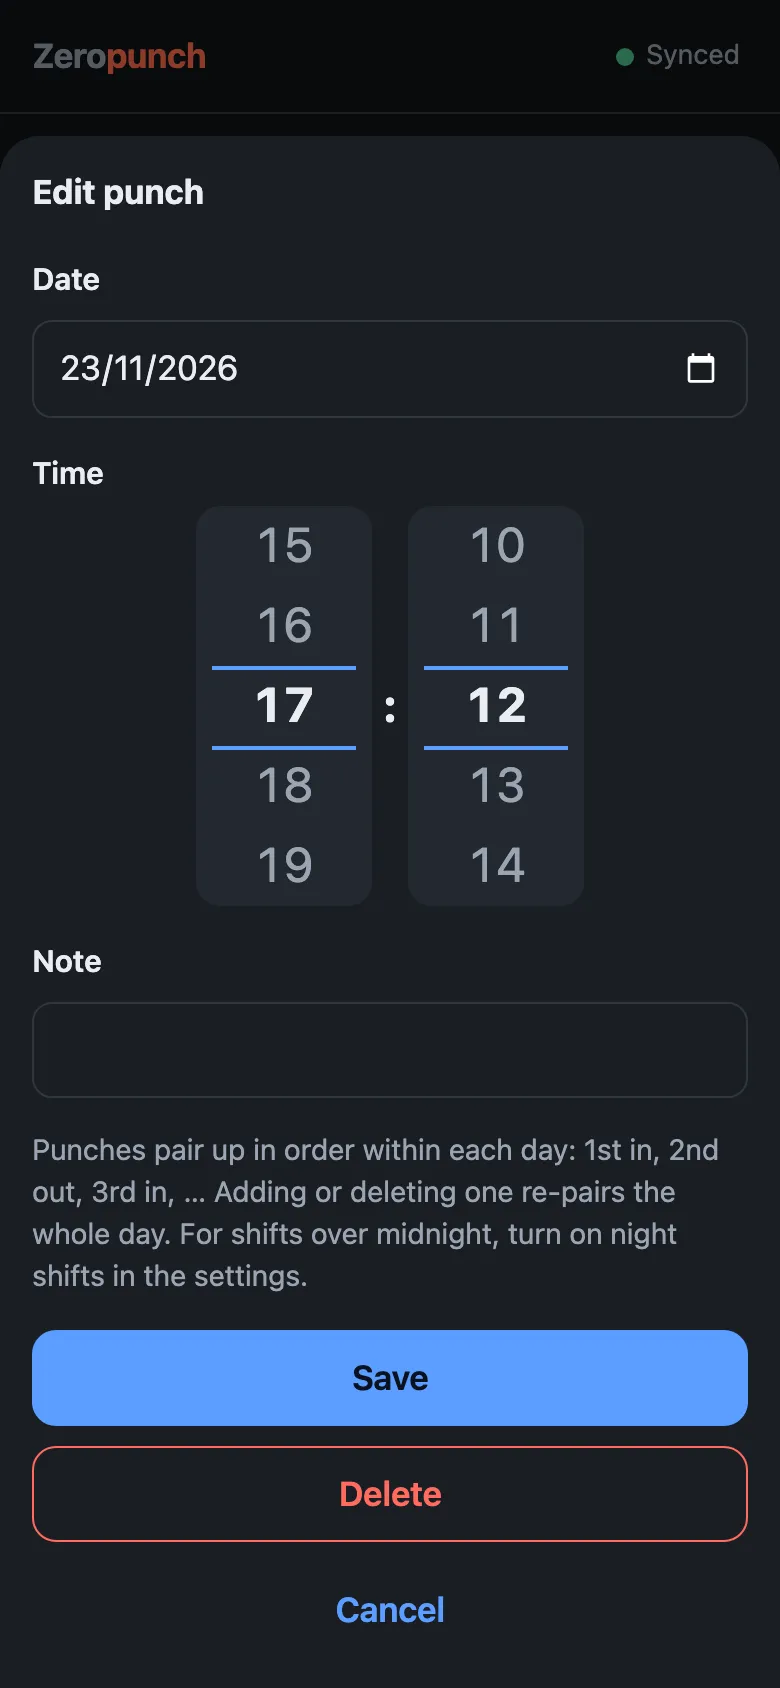 Zeropunch
Synced
Edit punch
Date
23/11/2026
Time
15 10
16 11
17 : 12
18 13
19 14
Note
Punches pair up in order within each day: 1st in, 2nd
out, 3rd in, ... Adding or deleting one re-pairs the
whole day. For shifts over midnight, turn on night
shifts in the settings.
Save
Delete
Cancel